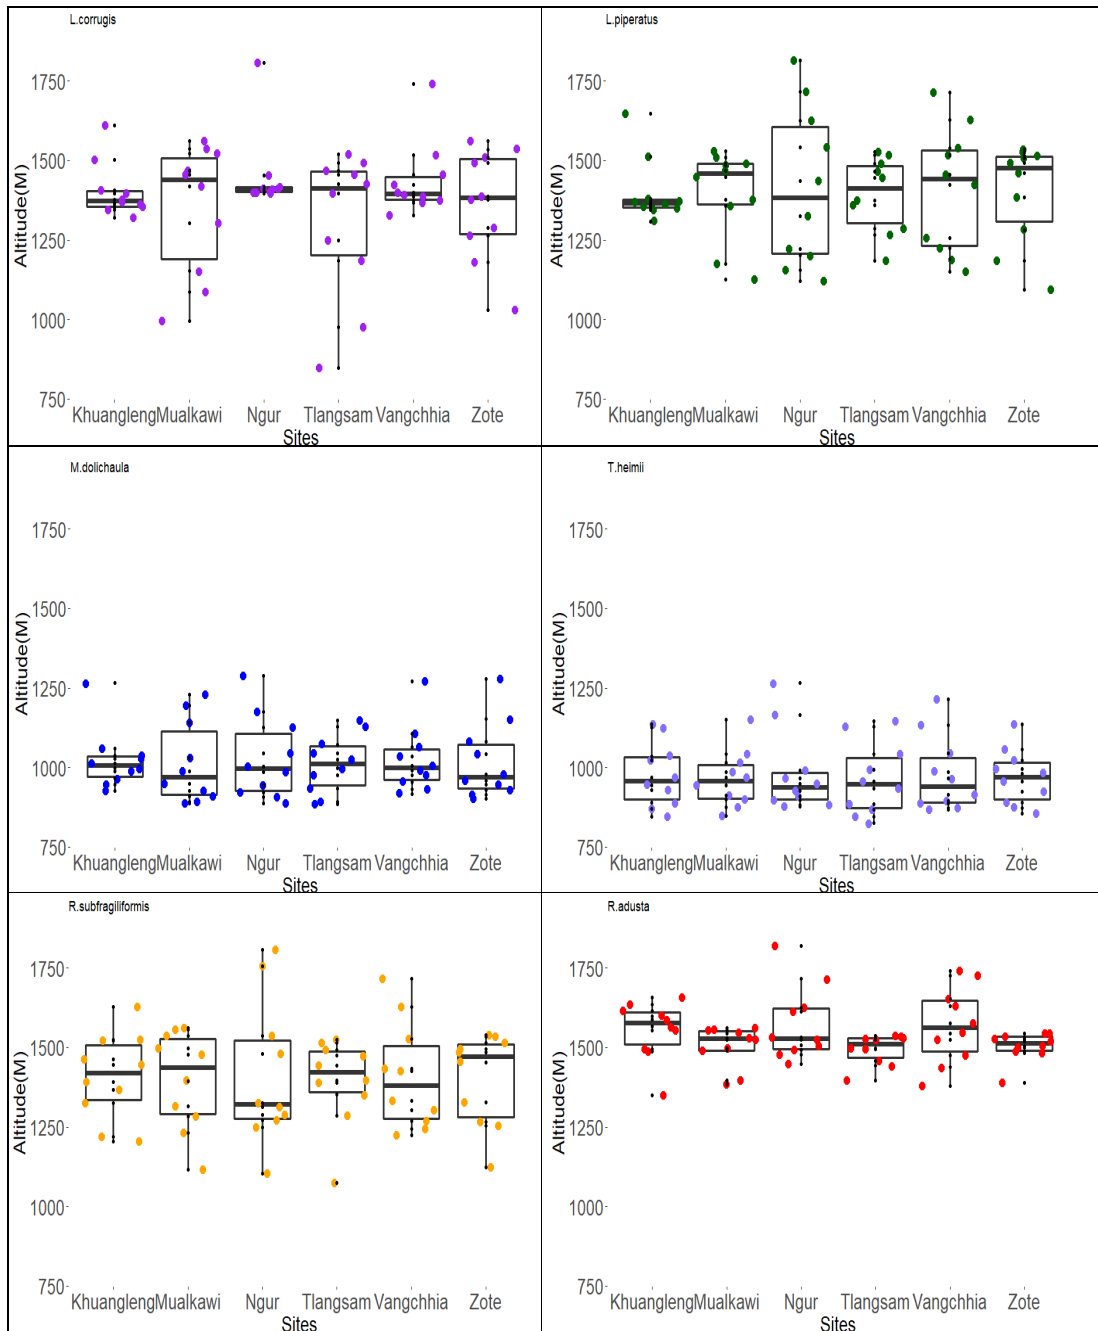 L.corrugis
Altitude(M)
1750
1500
1250
1000
750
Khuangleng Mualkawi Ngur Tlangsam Vangchhia Zote
Sites
L.piperatus
Altitude(M)
1750
1500
1250
1000
750
Khuangleng Mualkawi Ngur Tlangsam Vangchhia Zote
Sites
M.dolichaula
Altitude(M)
1750
1500
1250
1000
750
Khuangleng Mualkawi Ngur Tlangsam Vangchhia Zote
Sites
T.heimii
Altitude(M)
1750
1500
1250
1000
750
Khuangleng Mualkawi Ngur Tlangsam Vangchhia Zote
Sites
R.subfragiliformis
Altitude(M)
1750
1500
1250
1000
750
Khuangleng Mualkawi Ngur Tlangsam Vangchhia Zote
Sites
R.adusta
Altitude(M)
1750
1500
1250
1000
750
Khuangleng Mualkawi Ngur Tlangsam Vangchhia Zote
Sites